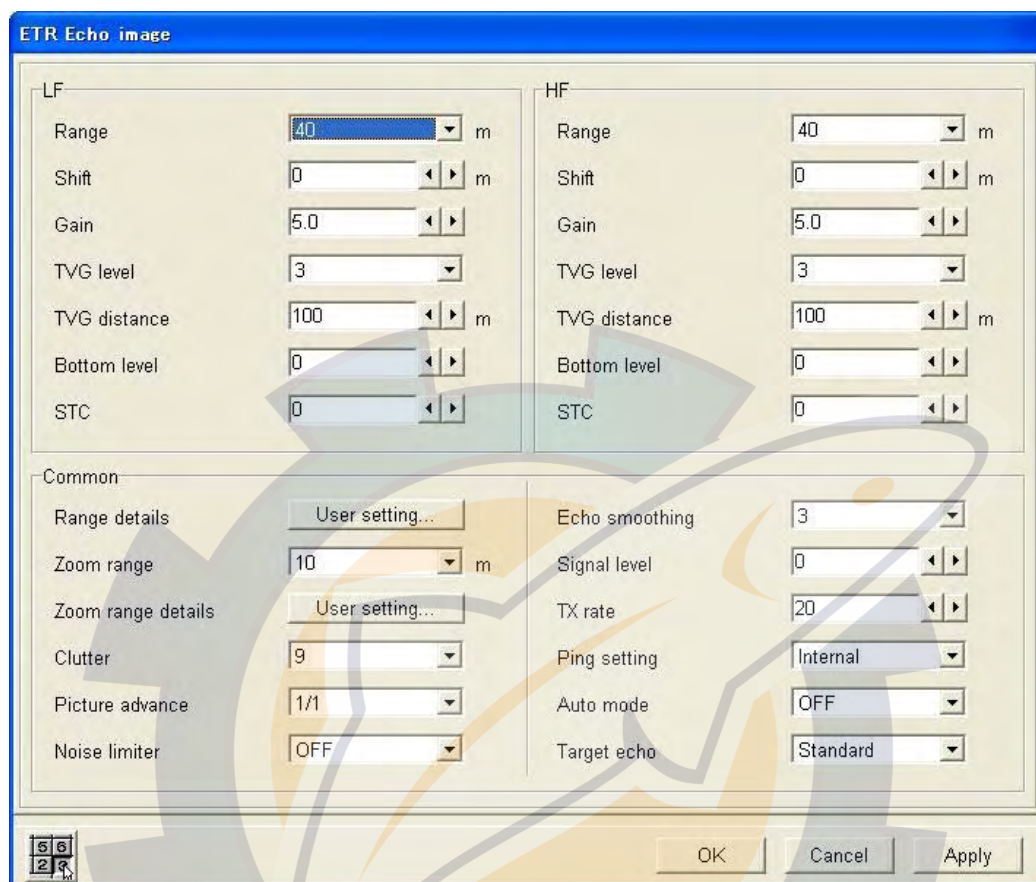 ETR Echo image
LF
Range 40 m
Shift 0 m
Gain 5.0
TVG level 3
TVG distance 100 m
Bottom level 0
STC 0
HF
Range 40 m
Shift 0 m
Gain 5.0
TVG level 3
TVG distance 100 m
Bottom level 0
STC 0
Common
Range details User setting...
Zoom range 10 m
Zoom range details User setting...
Clutter 9
Picture advance 1/1
Noise limiter OFF
Echo smoothing 3
Signal level 0
TX rate 20
Ping setting Internal
Auto mode OFF
Target echo Standard
5 6
2
OK Cancel Apply